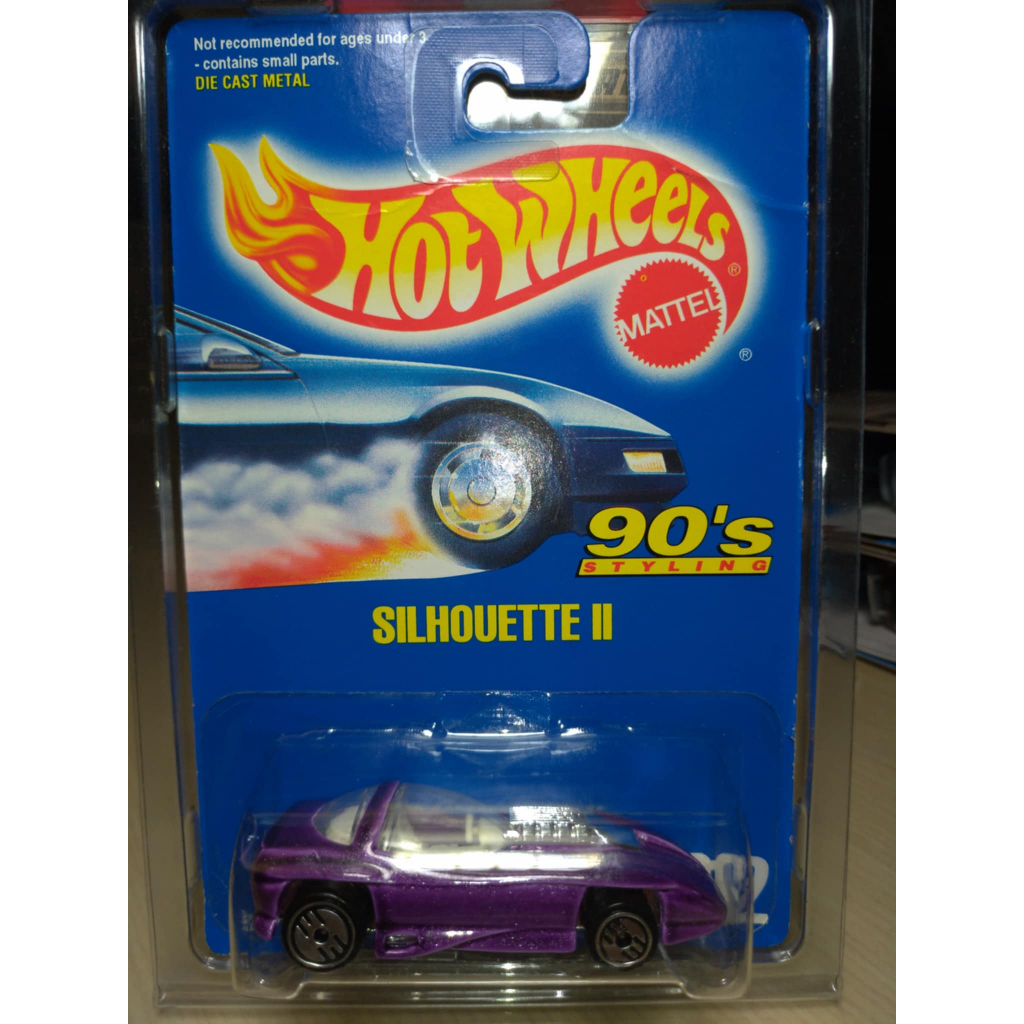 Not recommended for ages under 3
- contains small parts.
DIE CAST METAL
HOT WHEELS®
MATTEL
®
90's
STYLING
SILHOUETTE II